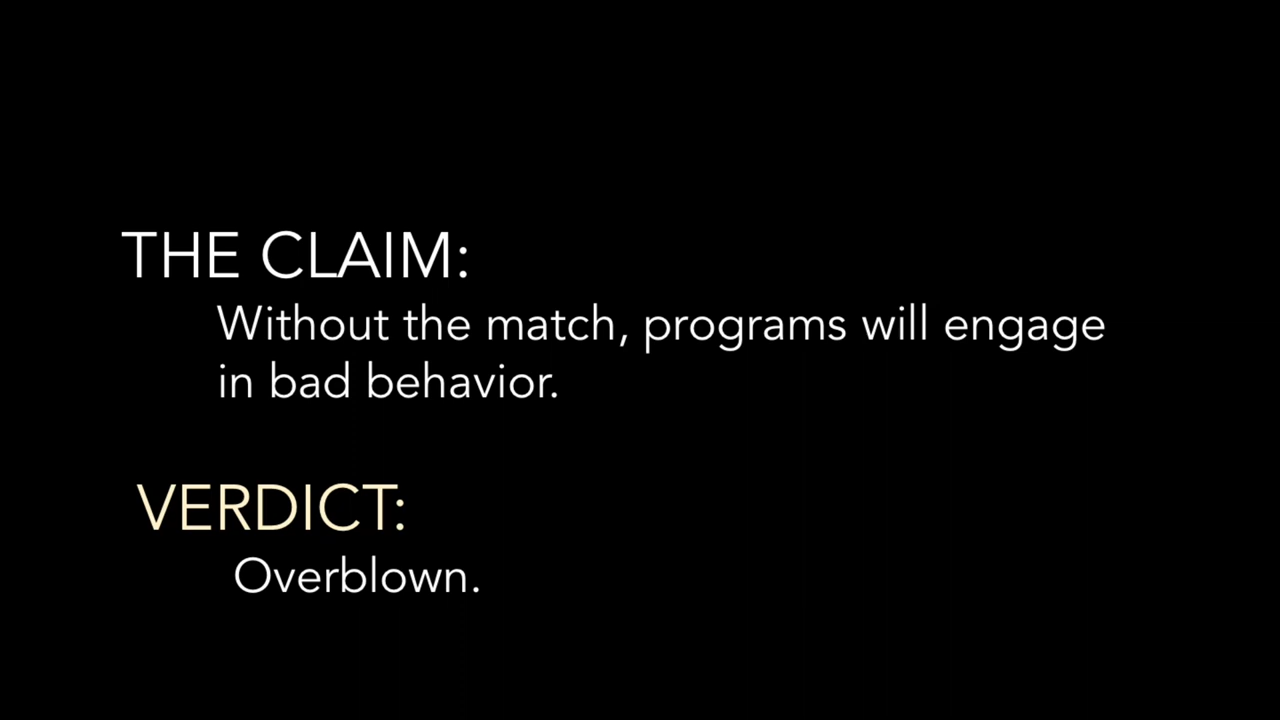 THE CLAIM:
Without the match, programs will engage
in bad behavior.
VERDICT:
Overblown.